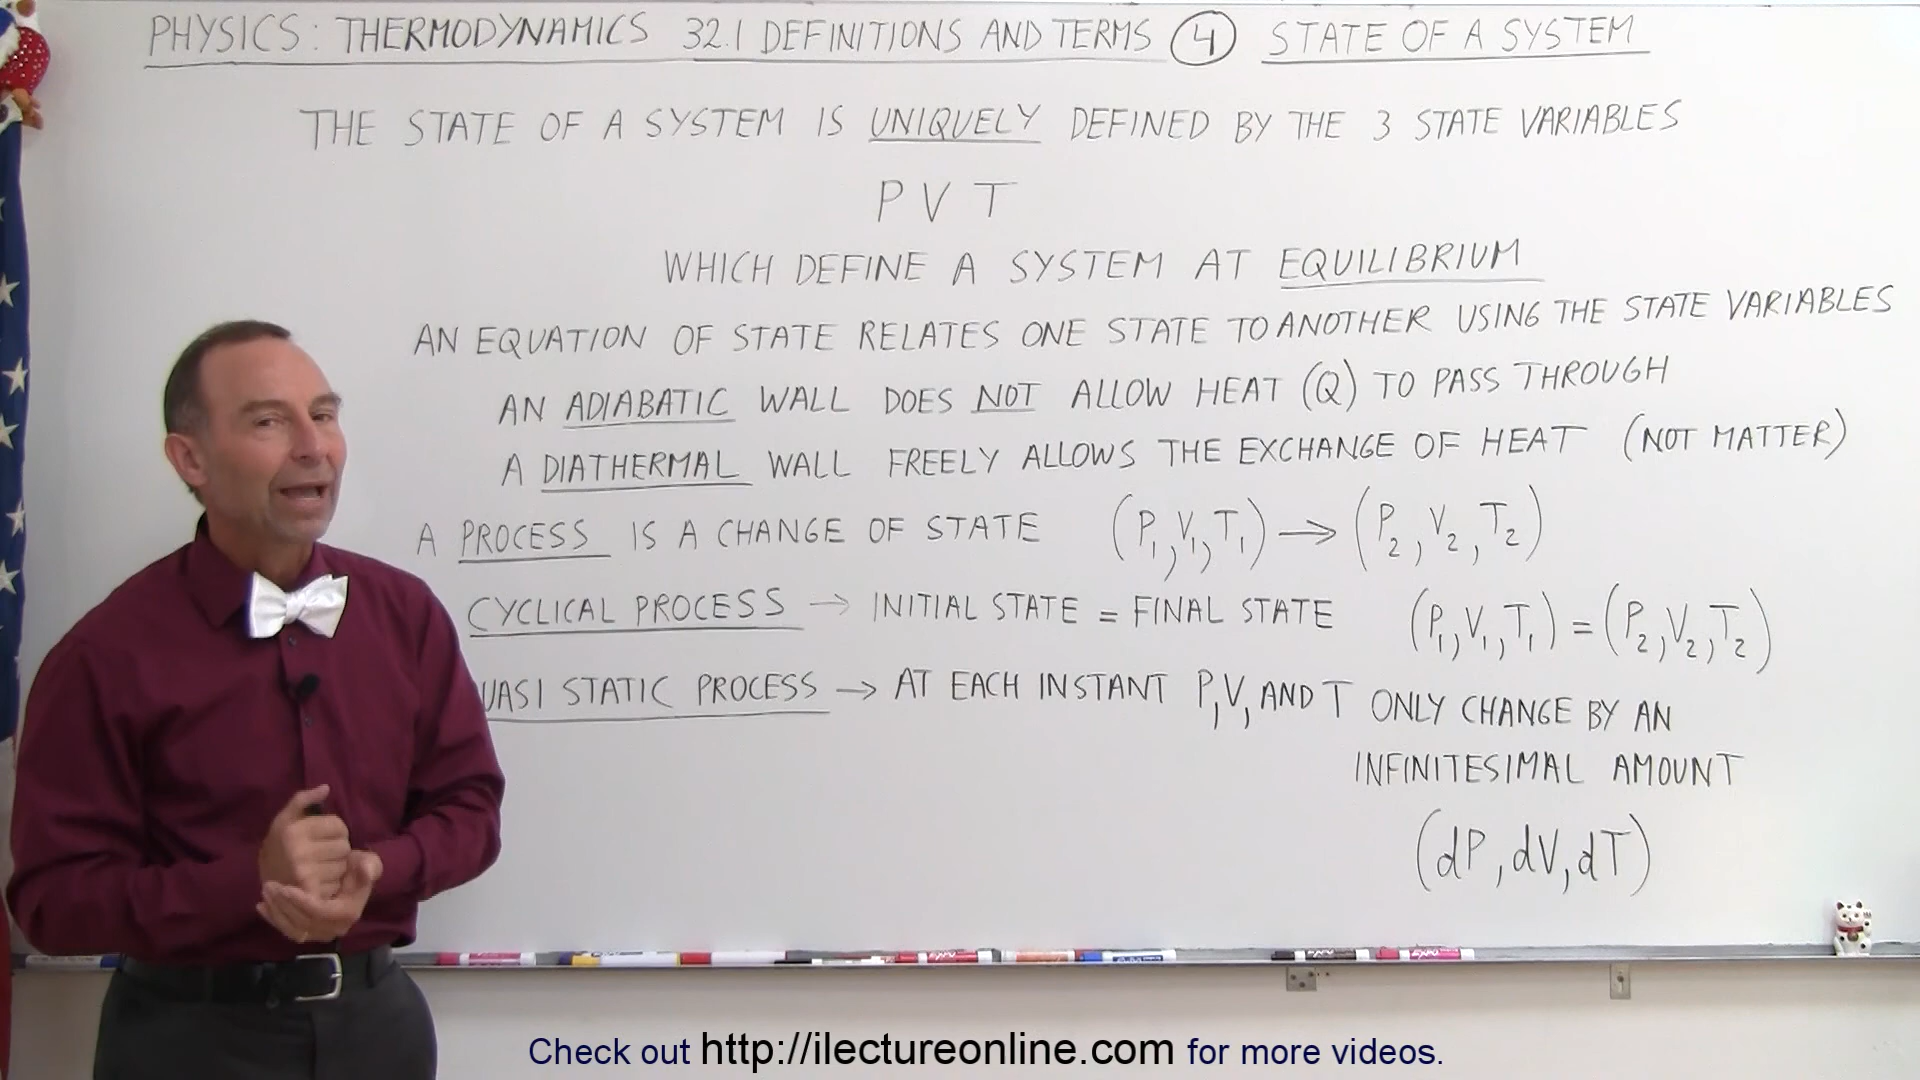 PHYSICS: THERMODYNAMICS 32.1 DEFINITIONS AND TERMS 4 STATE OF A SYSTEM
THE STATE OF A SYSTEM IS UNIQUELY DEFINED BY THE 3 STATE VARIABLES
P V T
WHICH DEFINE A SYSTEM AT EQUILIBRIUM
AN EQUATION OF STATE RELATES ONE STATE TO ANOTHER USING THE STATE VARIABLES
AN ADIABATIC WALL DOES NOT ALLOW HEAT (Q) TO PASS THROUGH
A DIATHERMAL WALL FREELY ALLOWS THE EXCHANGE OF HEAT (NOT MATTER)
A PROCESS IS A CHANGE OF STATE (P₁, V₁, T₁) → (P₂, V₂, T₂)
CYCLICAL PROCESS → INITIAL STATE = FINAL STATE (P₁, V₁, T₁) = (P₂, V₂, T₂)
UASI STATIC PROCESS → AT EACH INSTANT P, V, AND T ONLY CHANGE BY AN
INFINITESIMAL AMOUNT
(dP, dV, dT)
Check out http://ilectureonline.com for more videos.